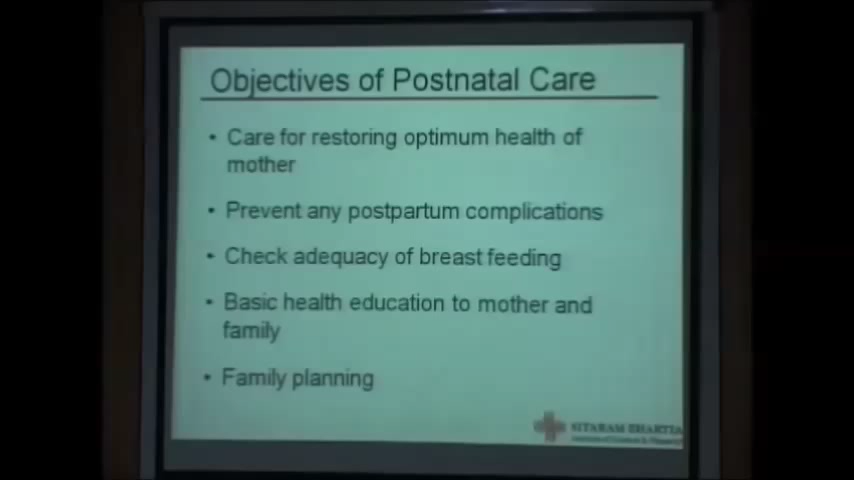 Objectives of Postnatal Care
• Care for restoring optimum health of
mother
• Prevent any postpartum complications
• Check adequacy of breast feeding
• Basic health education to mother and
family
• Family planning
SITARAM BHARTIA